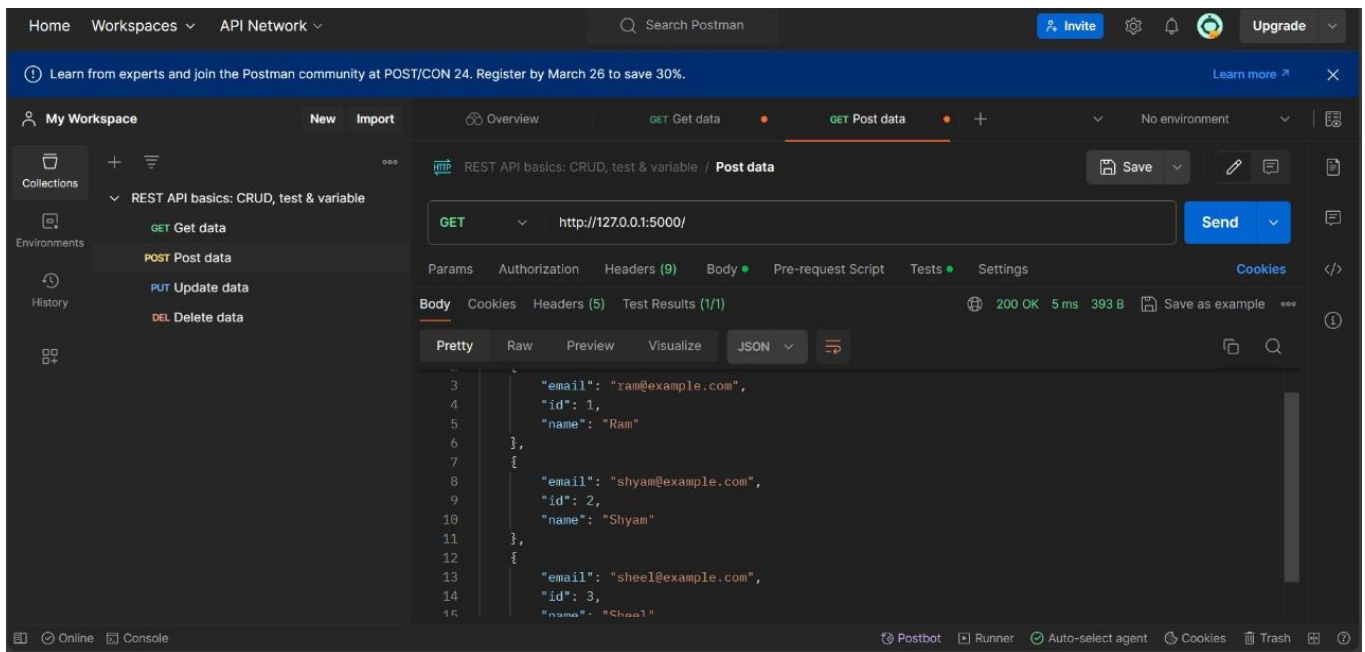 Home Workspaces API Network Search Postman Invite Upgrade
Learn from experts and join the Postman community at POST/CON 24. Register by March 26 to save 30%. Learn more
My Workspace New Import Overview GET Get data GET Post data No environment
Collections
REST API basics: CRUD, test & variable
GET Get data
POST Post data
PUT Update data
DEL Delete data
Environments
History
HTTP REST API basics: CRUD, test & variable / Post data Save
GET http://127.0.0.1:5000/ Send
Params Authorization Headers (9) Body Pre-request Script Tests Settings Cookies
Body Cookies Headers (5) Test Results (1/1) 200 OK 5 ms 393 B Save as example
Pretty Raw Preview Visualize JSON
3 "email": "ram@example.com",
4 "id": 1,
5 "name": "Ram"
6 },
7 {
8 "email": "shyam@example.com",
9 "id": 2,
10 "name": "Shyam"
11 },
12 {
13 "email": "sheel@example.com",
14 "id": 3,
15 "name": "Sheel"
Online Console Postbot Runner Auto-select agent Cookies Trash